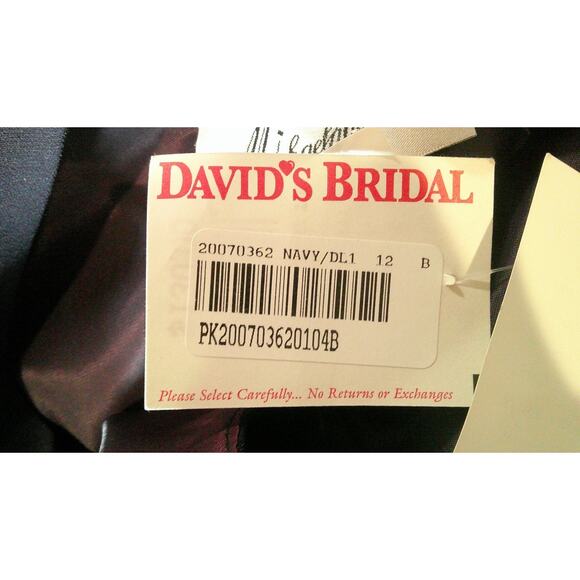 DAVID'S BRIDAL
20070362 NAVY/DL1 12 B
PK200703620104B
Please Select Carefully... No Returns or Exchanges